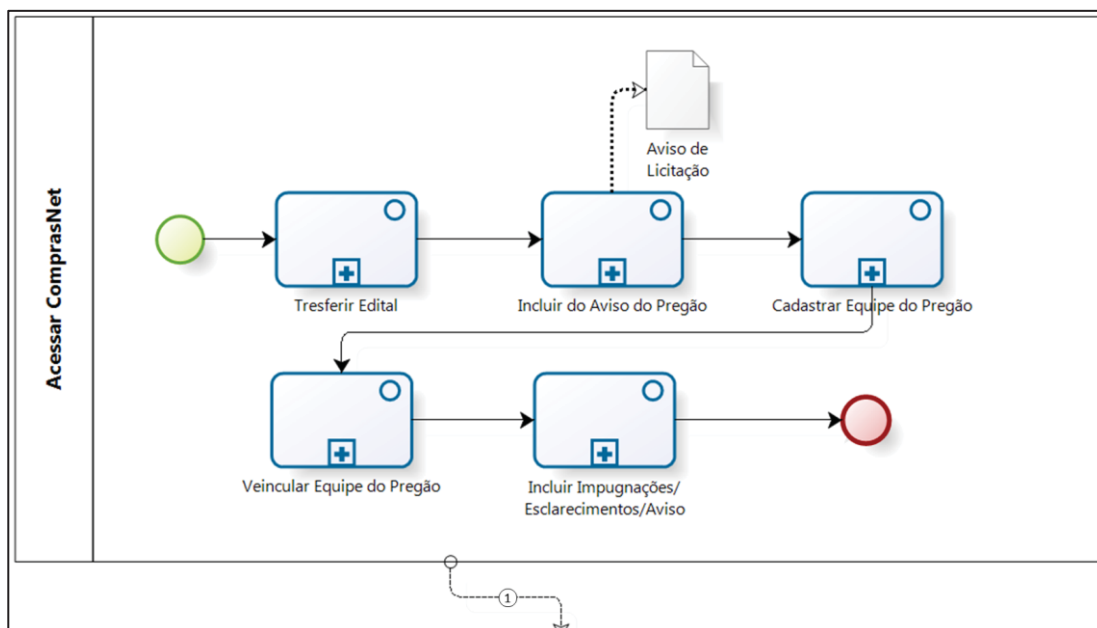 Acessar ComprasNet
Aviso de
Licitação
Tresferir Edital
Incluir do Aviso do Pregão
Cadastrar Equipe do Pregão
Veincular Equipe do Pregão
Incluir Impugnações/
Esclarecimentos/Aviso
1